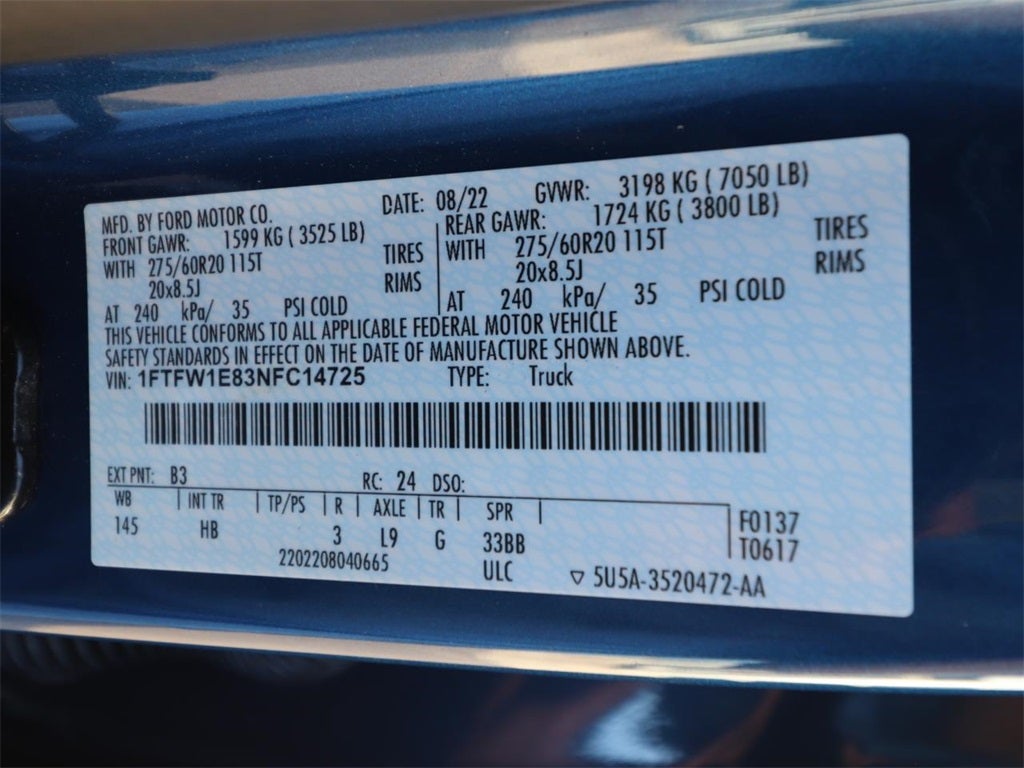 MFD. BY FORD MOTOR CO. DATE: 08/22 GVWR: 3198 KG ( 7050 LB)
FRONT GAWR: 1599 KG ( 3525 LB) REAR GAWR: 1724 KG ( 3800 LB)
WITH 275/60R20 115T TIRES WITH 275/60R20 115T TIRES
20x8.5J RIMS 20x8.5J RIMS
AT 240 kPa/ 35 PSI COLD AT 240 kPa/ 35 PSI COLD
THIS VEHICLE CONFORMS TO ALL APPLICABLE FEDERAL MOTOR VEHICLE
SAFETY STANDARDS IN EFFECT ON THE DATE OF MANUFACTURE SHOWN ABOVE.
VIN: 1FTFW1E83NFC14725 TYPE: Truck
EXT PNT: B3 RC: 24 DSO:
WB | INT TR | TP/PS | R | AXLE | TR | SPR | F0137
145 HB 3 L9 G 33BB T0617
2202208040665 ULC ▽ 5U5A-3520472-AA